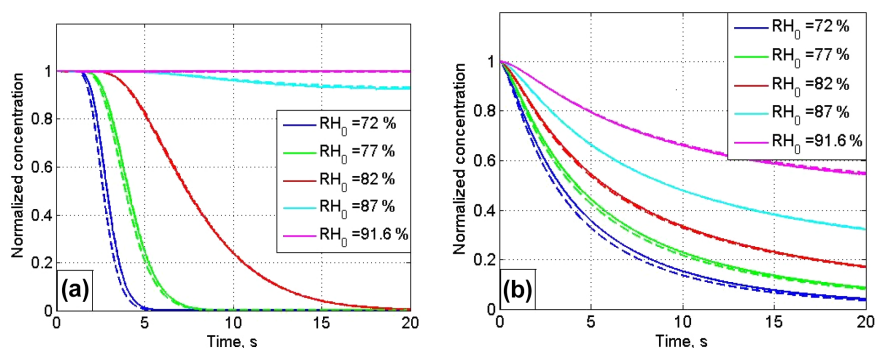 Normalized concentration
1
0.8
0.6
0.4
0.2
0
0
5
10
15
20
Time, s
(a)
RH0 =72 %
RH0 =77 %
RH0 =82 %
RH0 =87 %
RH0 =91.6 %
Normalized concentration
1
0.8
0.6
0.4
0.2
0
0
5
10
15
20
Time, s
(b)
RH0 =72 %
RH0 =77 %
RH0 =82 %
RH0 =87 %
RH0 =91.6 %